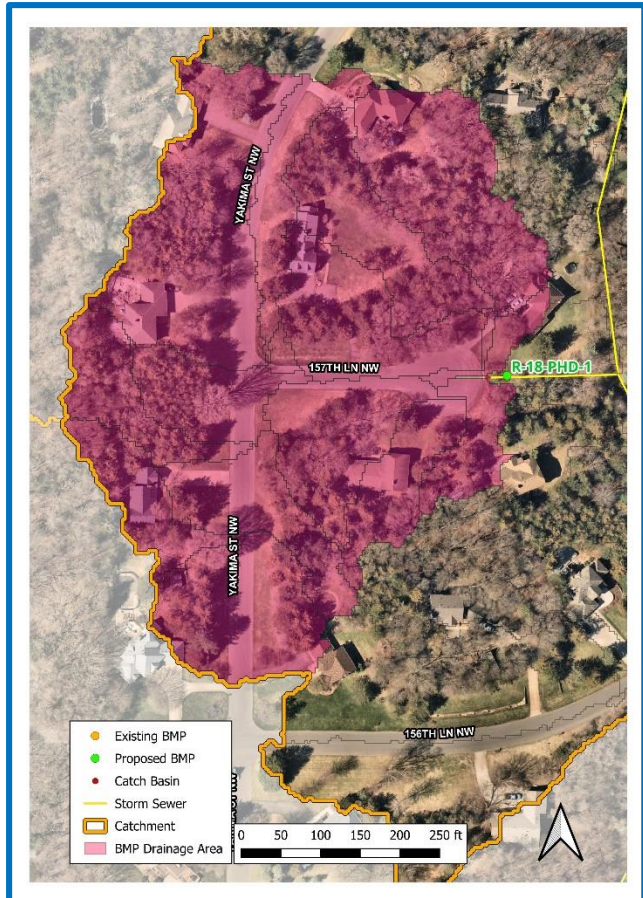 YAKIMA ST NW
157TH LN NW
R-18-PHD-1
YAKIMA ST NW
156TH LN NW
Existing BMP
Proposed BMP
Catch Basin
Storm Sewer
Catchment
BMP Drainage Area
0 50 100 150 200 250 ft